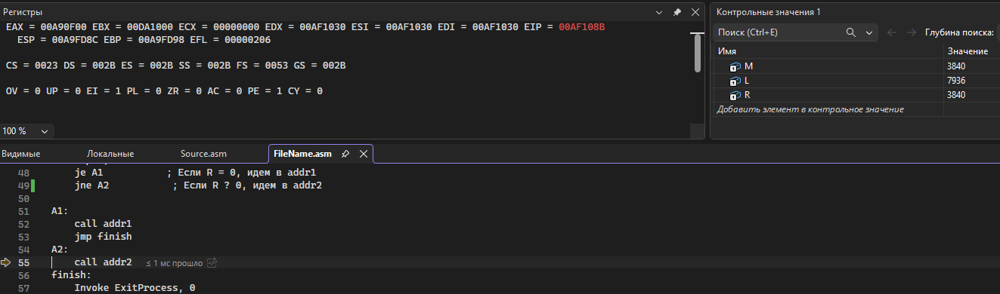 Регистры
EAX = 00A90F00 EBX = 00DA1000 ECX = 00000000 EDX = 00AF1030 ESI = 00AF1030 EDI = 00AF1030 EIP = 00AF108B
ESP = 00A9FD8C EBP = 00A9FD98 EFL = 00000206
CS = 0023 DS = 002B ES = 002B SS = 002B FS = 0053 GS = 002B
OV = 0 UP = 0 EI = 1 PL = 0 ZR = 0 AC = 0 PE = 1 CY = 0
100 %
Контрольные значения 1
Поиск (Ctrl+E) Глубина поиска:
Имя Значение
M 3840
L 7936
R 3840
Добавить элемент в контрольное значение
Видимые Локальные Source.asm FileName.asm
48 je A1 ; Если R = 0, идем в addr1
49 jne A2 ; Если R ? 0, идем в addr2
50
51 A1:
52 call addr1
53 jmp finish
54 A2:
55 call addr2 ≤ 1 мс прошло
56 finish:
57 Invoke ExitProcess, 0